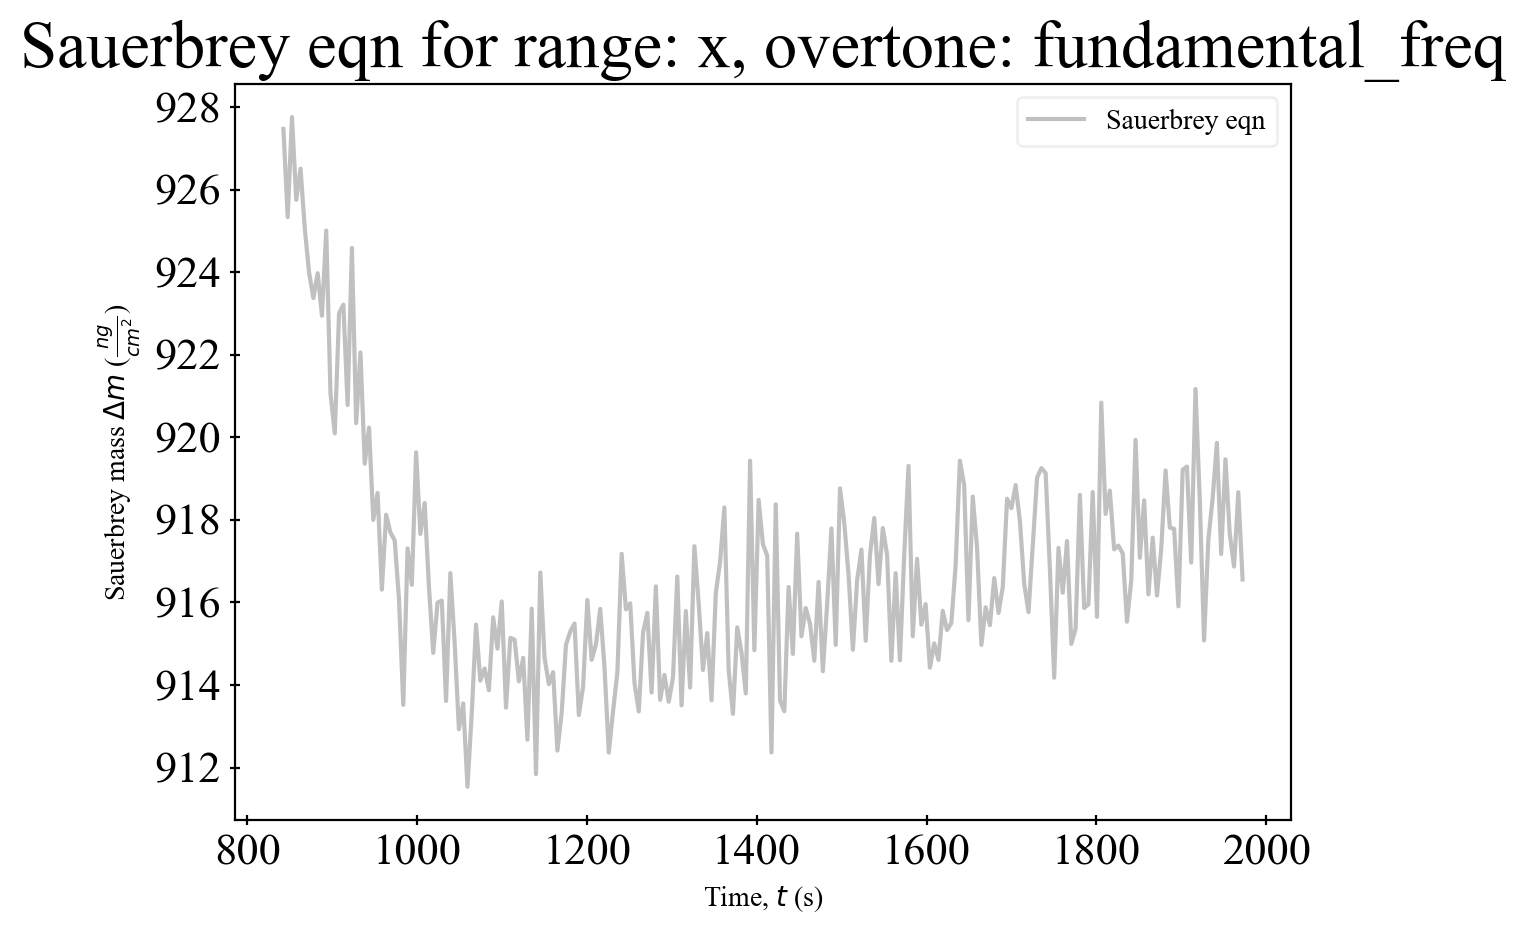 Sauerbrey eqn for range: x, overtone: fundamental_freq
Sauerbrey eqn
928
926
924
922
920
918
916
914
912
Sauerbrey mass Δm (ng/cm²)
800 1000 1200 1400 1600 1800 2000
Time, t (s)